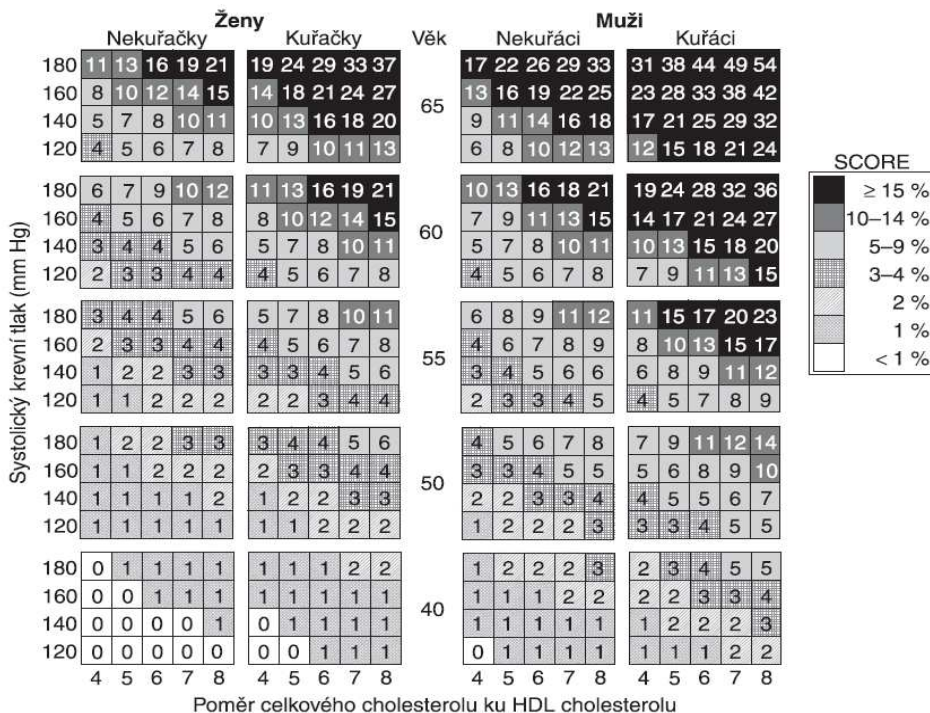 Ženy Muži
Nekuřačky Kuřačky Věk Nekuřáci Kuřáci
180 11 13 16 19 21 19 24 29 33 37 17 22 26 29 33 31 38 44 49 54
160 8 10 12 14 15 14 18 21 24 27 13 16 19 22 25 23 28 33 38 42
65
140 5 7 8 10 11 10 13 16 18 20 9 11 14 16 18 17 21 25 29 32
120 4 5 6 7 8 7 9 10 11 13 6 8 10 12 13 12 15 18 21 24
180 6 7 9 10 12 11 13 16 19 21 10 13 16 18 21 19 24 28 32 36
160 4 5 6 7 8 8 10 12 14 15 7 9 11 13 15 14 17 21 24 27
60
140 3 4 4 5 6 5 7 8 10 11 5 7 8 10 11 10 13 15 18 20
120 2 3 3 4 4 4 5 6 7 8 4 5 6 7 8 7 9 11 13 15
180 3 4 4 5 6 5 7 8 10 11 6 8 9 11 12 11 15 17 20 23
160 2 3 3 4 4 4 5 6 7 8 4 6 7 8 9 8 10 13 15 17
55
140 1 2 2 3 3 3 3 4 5 6 3 4 5 6 6 6 8 9 11 12
120 1 1 2 2 2 2 2 3 4 4 2 3 3 4 5 4 5 7 8 9
180 1 2 2 3 3 3 4 4 5 6 4 5 6 7 8 7 9 11 12 14
160 1 1 2 2 2 2 3 3 4 4 3 3 4 5 5 5 6 8 9 10
50
140 1 1 1 1 2 1 2 2 3 3 2 2 3 3 4 4 5 5 6 7
120 1 1 1 1 1 1 1 2 2 2 1 2 2 2 3 3 3 4 5 5
180 0 1 1 1 1 1 1 1 2 2 1 2 2 2 3 2 3 4 5 5
160 0 0 1 1 1 1 1 1 1 1 1 1 1 2 2 2 2 3 3 4
40
140 0 0 0 0 1 0 1 1 1 1 1 1 1 1 1 1 2 2 2 3
120 0 0 0 0 0 0 0 1 1 1 0 1 1 1 1 1 1 1 2 2
4 5 6 7 8 4 5 6 7 8 4 5 6 7 8 4 5 6 7 8
Poměr celkového cholesterolu ku HDL cholesterolu
Systolický krevní tlak (mm Hg)
SCORE
≥ 15 %
10–14 %
5–9 %
3–4 %
2 %
1 %
< 1 %